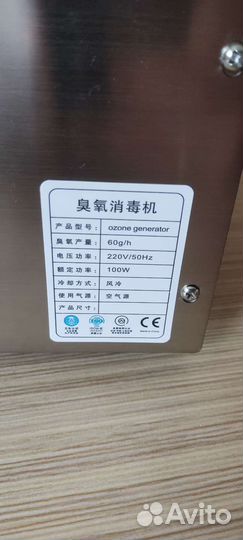 臭氧消毒机
产品型号： ozone generator
臭氧产量： 60g/h
电压功率： 220V/50Hz
额定功率： 100W
冷却方式： 风冷
使用气源： 空气源
产品尺寸：
CE
Avito